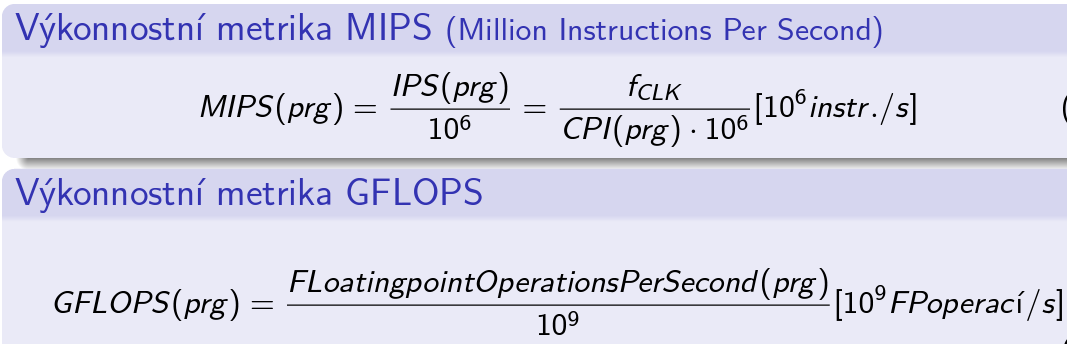 Výkonnostní metrika MIPS (Million Instructions Per Second)
MIPS(prg) = IPS(prg) / 10^6 = f_CLK / CPI(prg) · 10^6 [10^6 instr./s] (
Výkonnostní metrika GFLOPS
GFLOPS(prg) = FLoatingpointOperationsPerSecond(prg) / 10^9 [10^9 FPoperací/s]